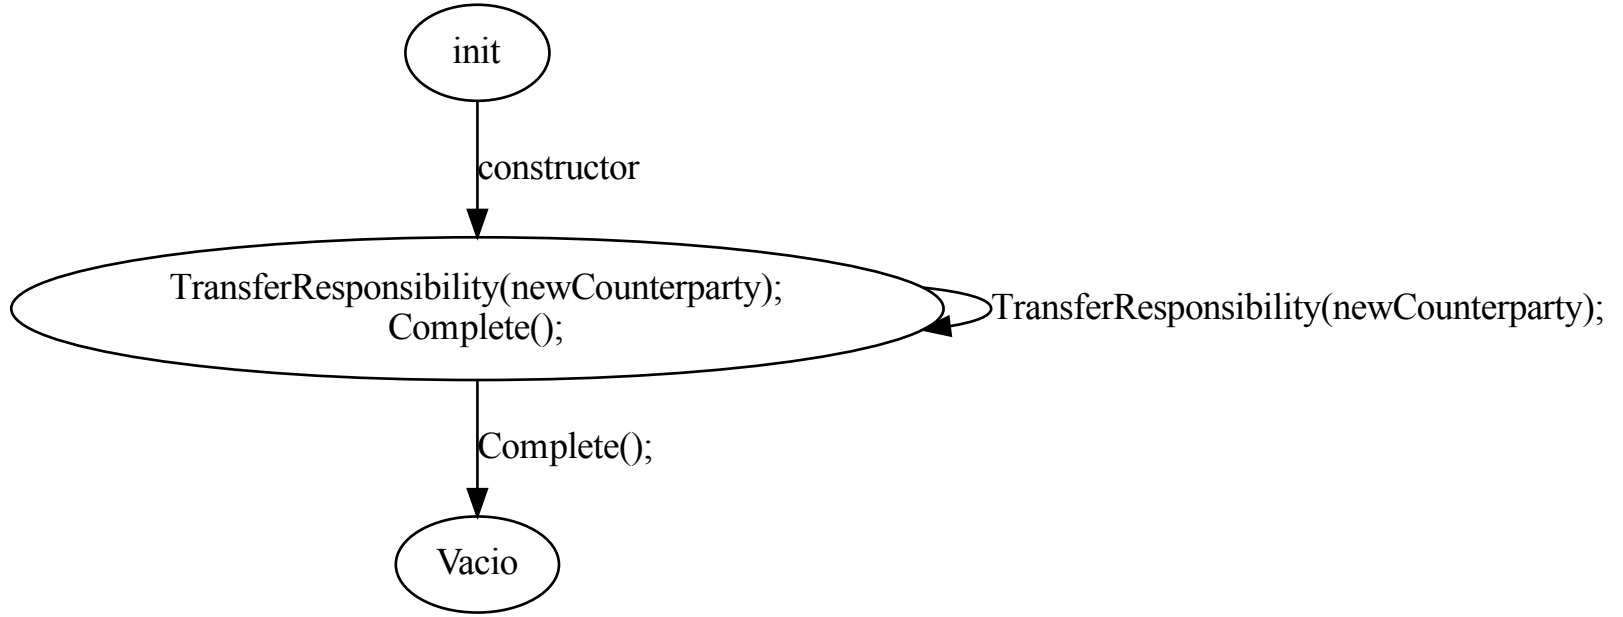 init
constructor
TransferResponsibility(newCounterparty);
Complete();
TransferResponsibility(newCounterparty);
Complete();
Vacio